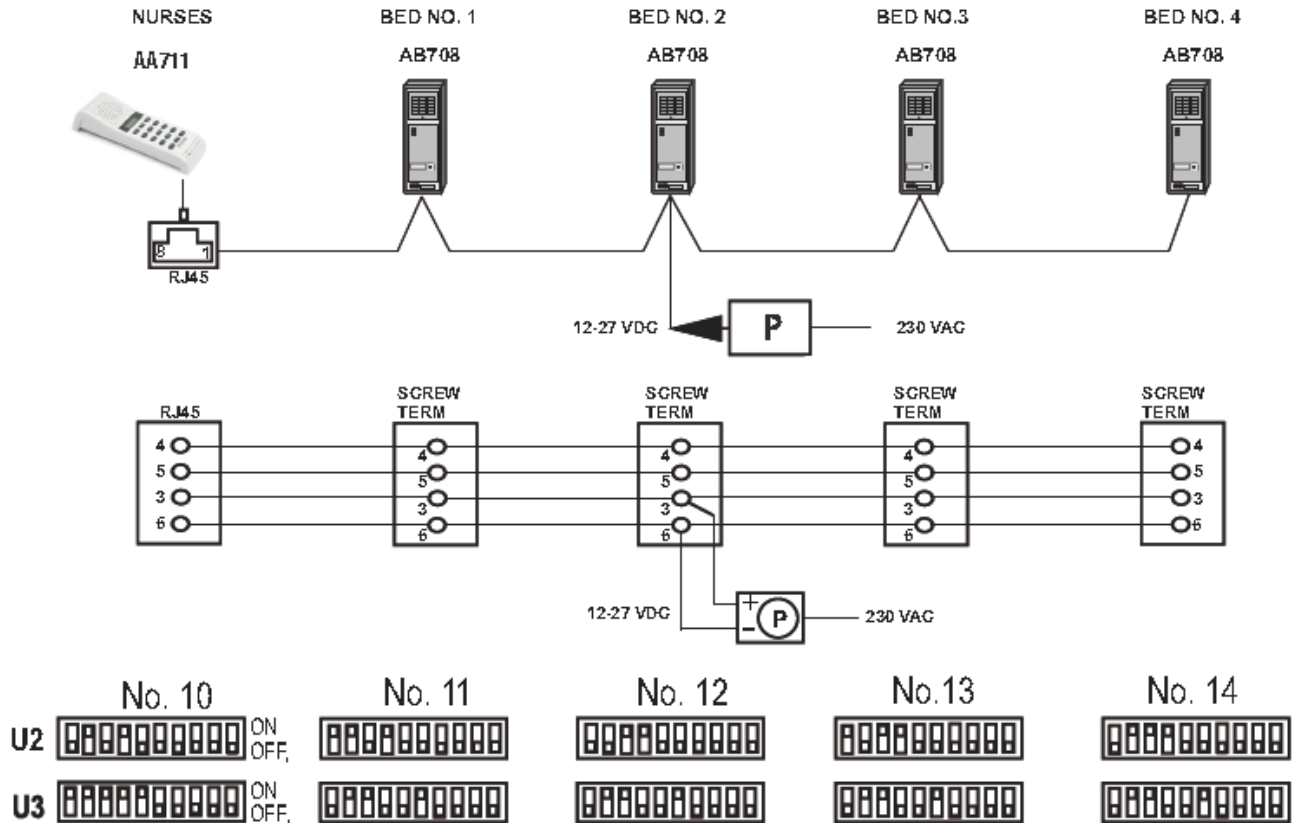 NURSES BED NO. 1 BED NO. 2 BED NO.3 BED NO. 4
AA711 AB708 AB708 AB708 AB708
8 1
RJ45
12-27 VDC P 230 VAC
RJ45 SCREW TERM SCREW TERM SCREW TERM SCREW TERM
4 4 4 4 4
5 5 5 5 5
3 3 3 3 3
6 6 6 6 6
12-27 VDC + - P 230 VAC
No. 10 No. 11 No. 12 No.13 No. 14
U2 ON
OFF,
U3 ON
OFF,